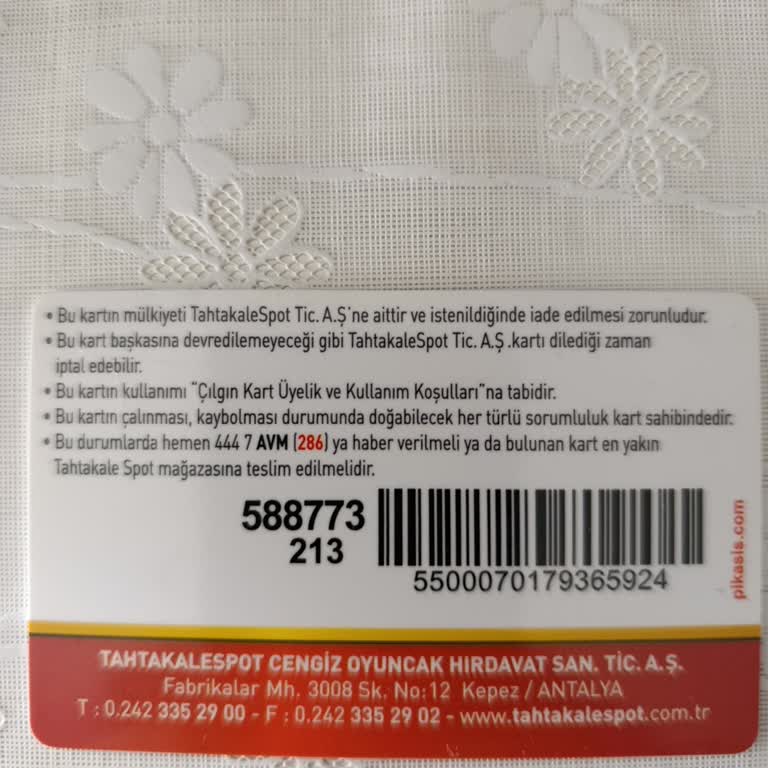 • Bu kartın mülkiyeti TahtakaleSpot Tic. A.Ş'ne aittir ve istenildiğinde iade edilmesi zorunludur.
• Bu kart başkasına devredilemeyeceği gibi TahtakaleSpot Tic. A.Ş .kartı dilediği zaman
iptal edebilir.
• Bu kartın kullanımı "Çılgın Kart Üyelik ve Kullanım Koşulları"na tabidir.
• Bu kartın çalınması, kaybolması durumunda doğabilecek her türlü sorumluluk kart sahibindedir.
• Bu durumlarda hemen 444 7 AVM (286) ya haber verilmeli ya da bulunan kart en yakın
Tahtakale Spot mağazasına teslim edilmelidir.
588773
213
5500070179365924
pikasis.com
TAHTAKALESPOT CENGİZ OYUNCAK HIRDAVAT SAN. TİC. A.Ş.
Fabrikalar Mh. 3008 Sk. No:12 Kepez / ANTALYA
T : 0.242 335 29 00 - F : 0.242 335 29 02 - www.tahtakalespot.com.tr